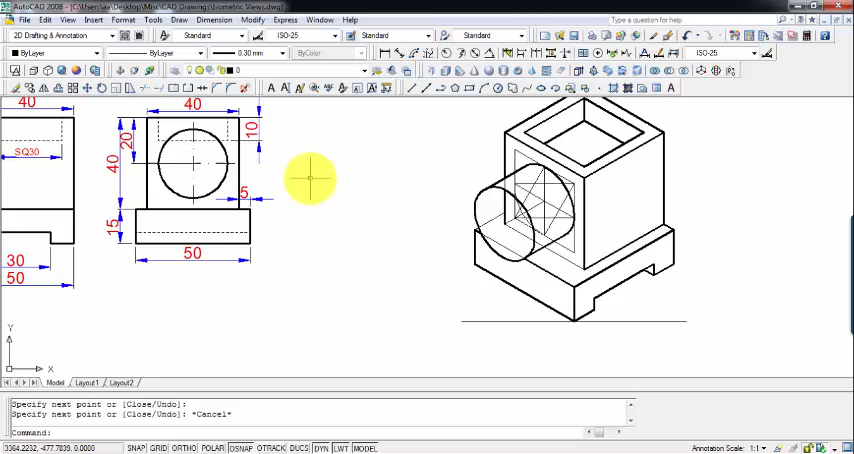 AutoCAD 2008 - [C:\Users\aa\Desktop\Misc\CAD Drawings\Isometric Views.dwg]
File Edit View Insert Format Tools Draw Dimension Modify Express Window Help
Type a question for help
2D Drafting & Annotation Standard ISO-25 Standard Standard
ByLayer ByLayer 0.30 mm ByColor ISO-25
0
40 40
20 10
SQ30 40
5
15
30 50
50
Y
X
Model Layout1 Layout2
Specify next point or [Close/Undo]:
Specify next point or [Close/Undo]: *Cancel*
Command:
3364.2232, -477.7839, 0.0000 SNAP GRID ORTHO POLAR OSNAP OTRACK DUCS DYN LWT MODEL Annotation Scale: 1:1